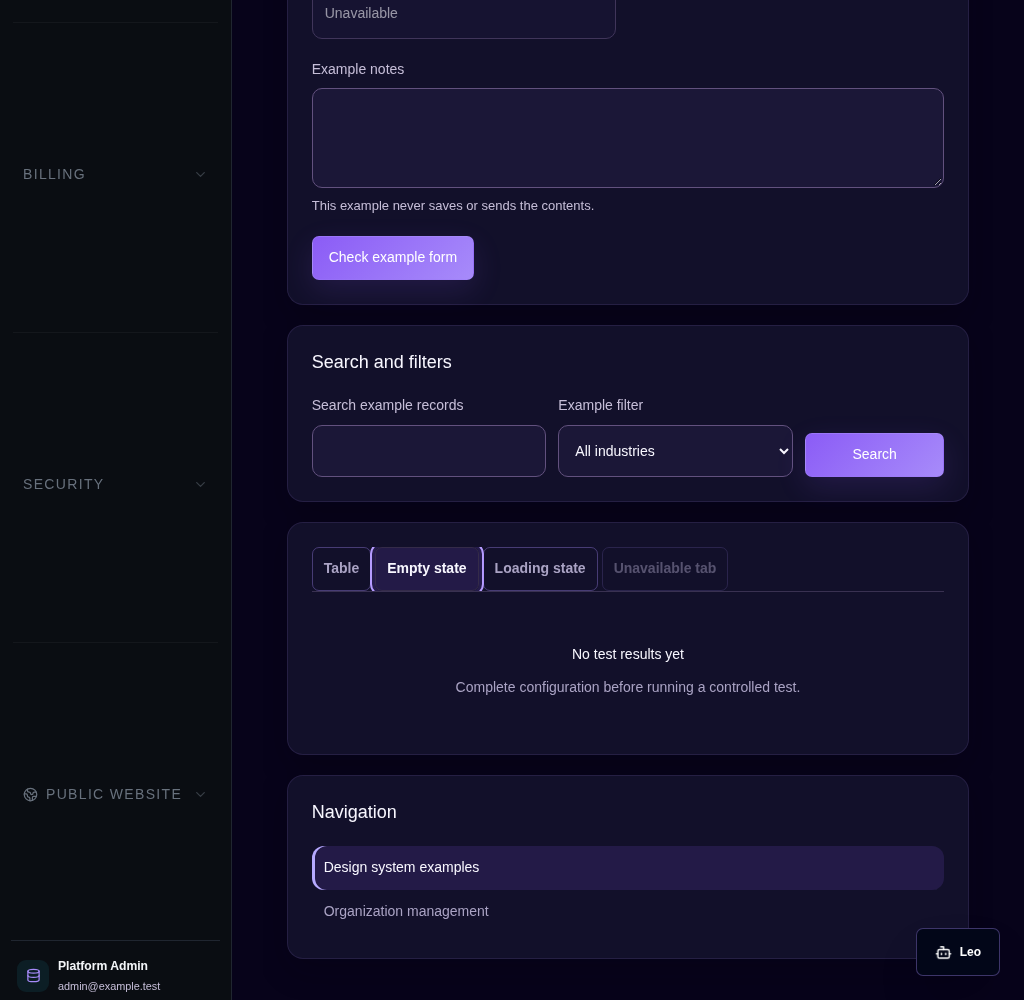 BILLING
SECURITY
PUBLIC WEBSITE
Platform Admin
admin@example.test
Unavailable
Example notes
This example never saves or sends the contents.
Check example form
Search and filters
Search example records
Example filter
All industries
Search
Table
Empty state
Loading state
Unavailable tab
No test results yet
Complete configuration before running a controlled test.
Navigation
Design system examples
Organization management
Leo